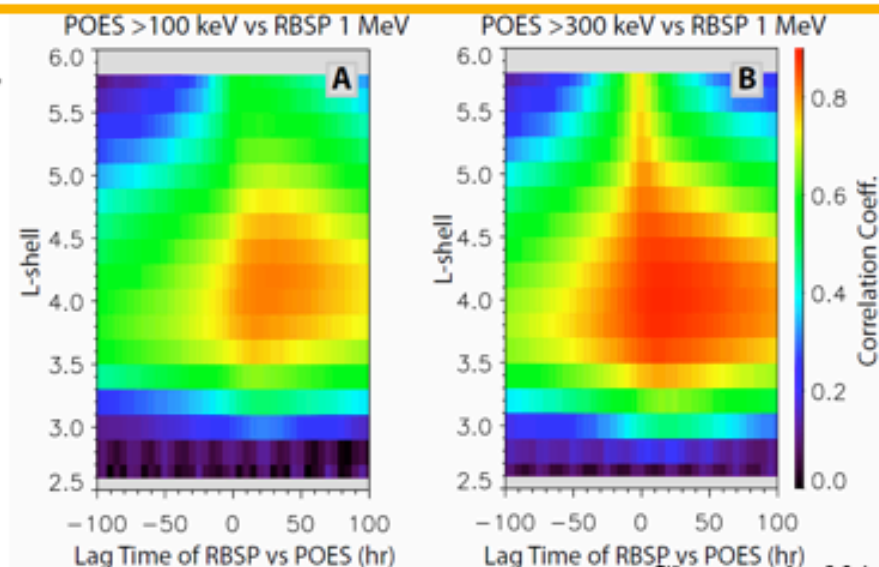 POES >100 keV vs RBSP 1 MeV
A
6.0
5.5
5.0
4.5
4.0
3.5
3.0
2.5
L-shell
−100 −50 0 50 100
Lag Time of RBSP vs POES (hr)
POES >300 keV vs RBSP 1 MeV
B
6.0
5.5
5.0
4.5
4.0
3.5
3.0
2.5
L-shell
−100 −50 0 50 100
Lag Time of RBSP vs POES (hr)
0.8
0.6
0.4
0.2
0.0
Correlation Coeff.